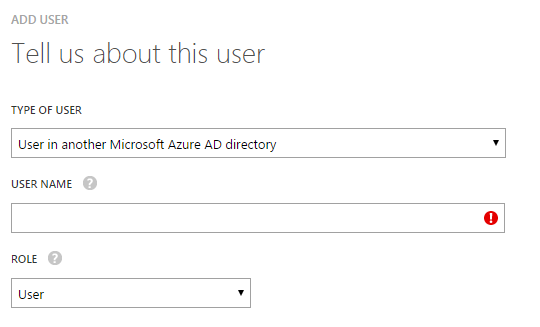 ADD USER
Tell us about this user
TYPE OF USER
User in another Microsoft Azure AD directory
USER NAME ?
!
ROLE ?
User